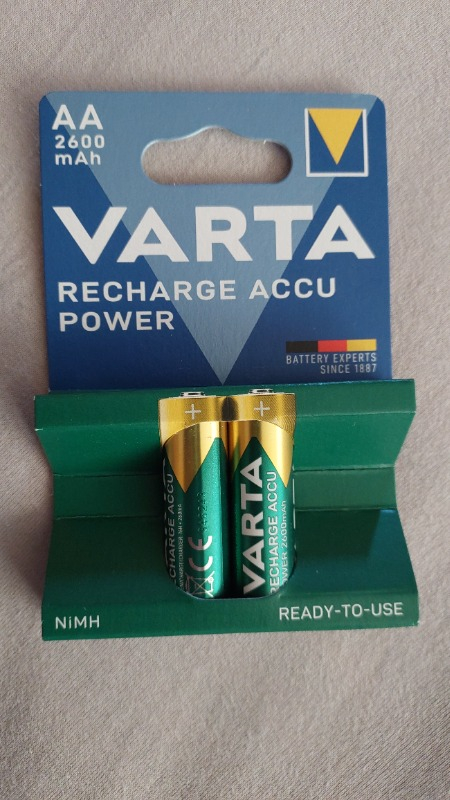 AA
2600
mAh
VARTA
RECHARGE ACCU
POWER
BATTERY EXPERTS
SINCE 1887
+
+
CHARGE ACCU
CE
VARTA
RECHARGE ACCU
POWER 2600mAh
NiMH
READY-TO-USE